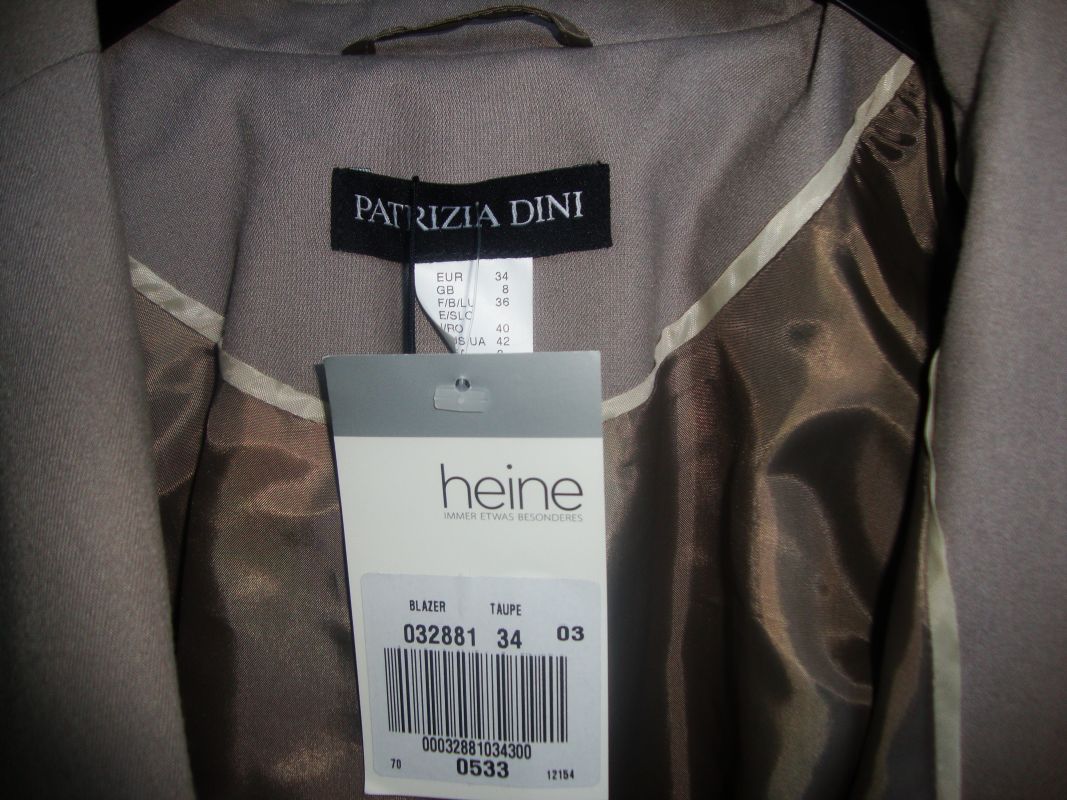 PATRIZIA DINI
EUR 34
GB 8
F/B/LU 36
E/SLO
I/RO 40
US UA 42
heine
IMMER ETWAS BESONDERES
BLAZER TAUPE
032881 34 03
00032881034300
70 0533 12154